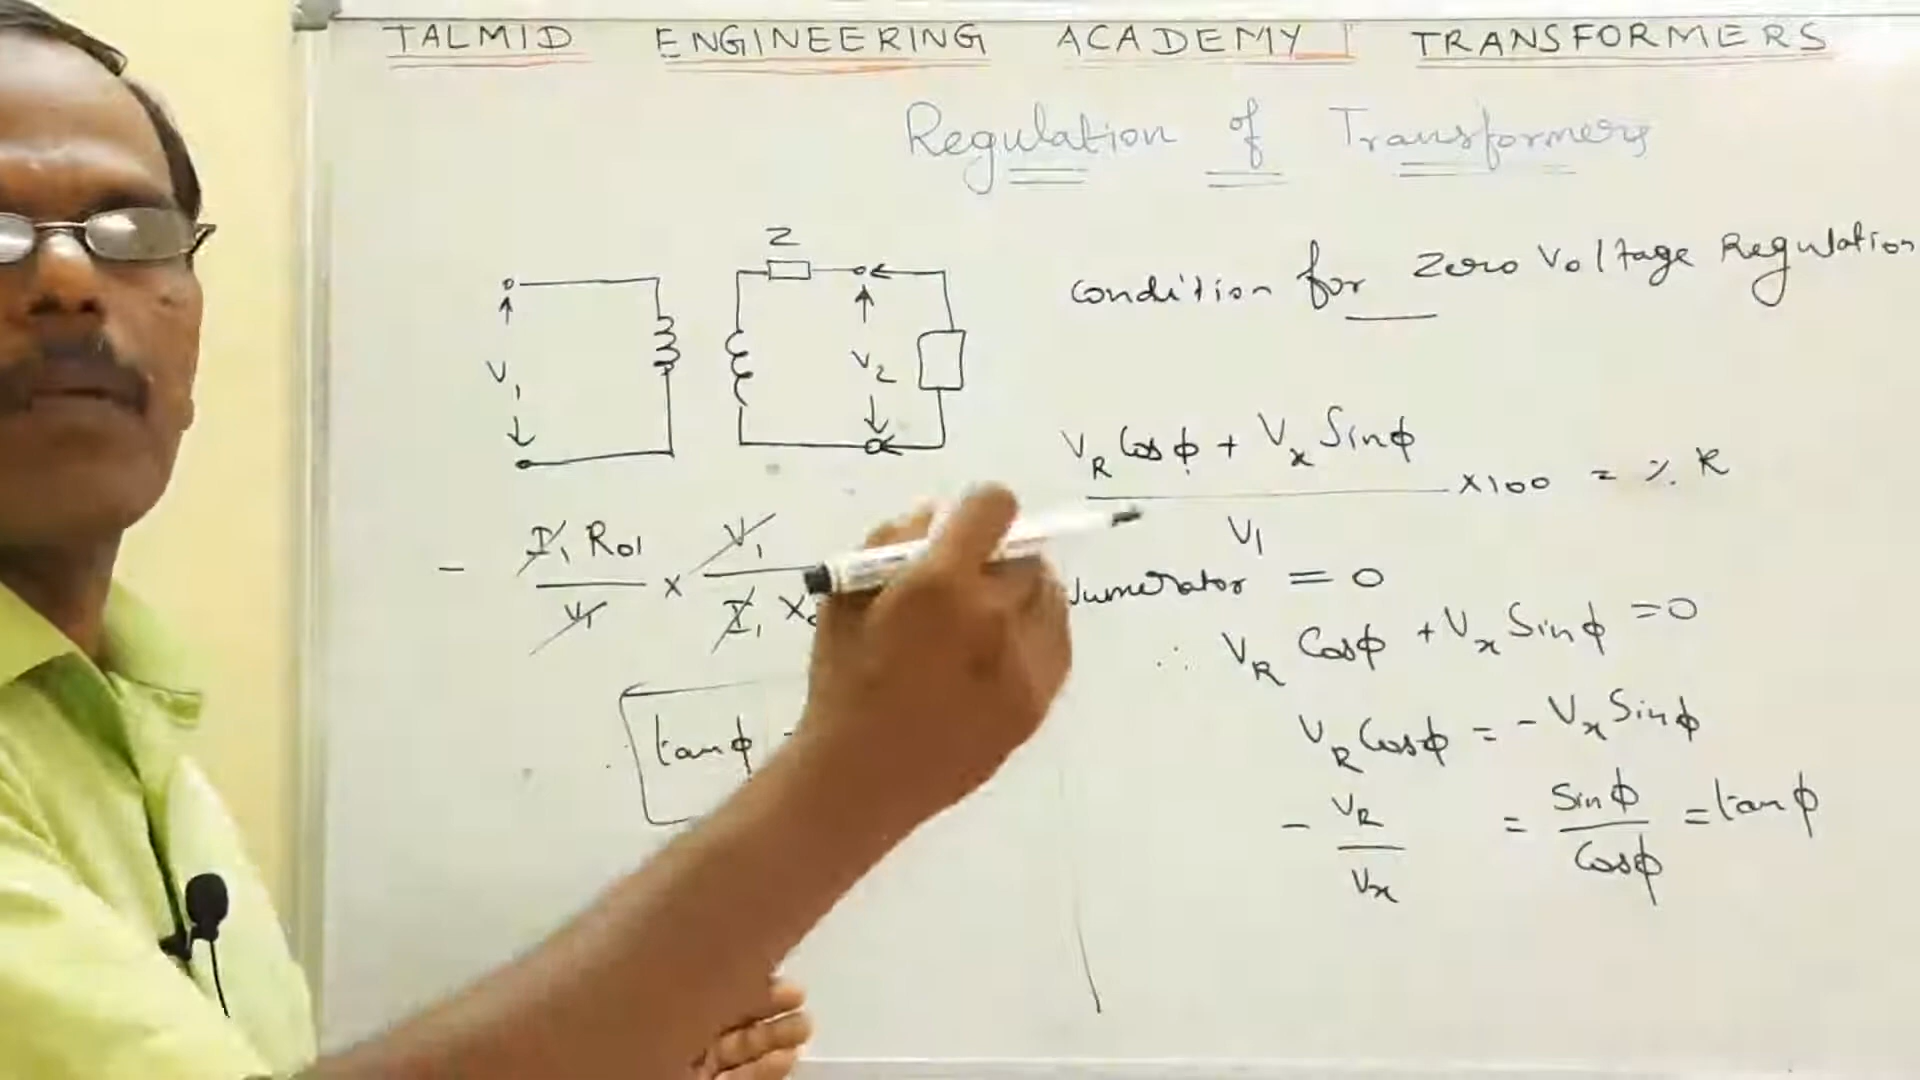 TALMID ENGINEERING ACADEMY TRANSFORMERS
Regulation of Transformers
Condition for Zero Voltage Regulation
Z
V1
V2
VR Cosϕ + Vx Sinϕ
x100 = % R
V1
Numerator = 0
∴ VR Cosϕ + Vx Sinϕ = 0
VR Cosϕ = - Vx Sinϕ
- VR / Vx = Sinϕ / Cosϕ = tanϕ
- I1 R01 / V1 x V1 / I1
tanϕ